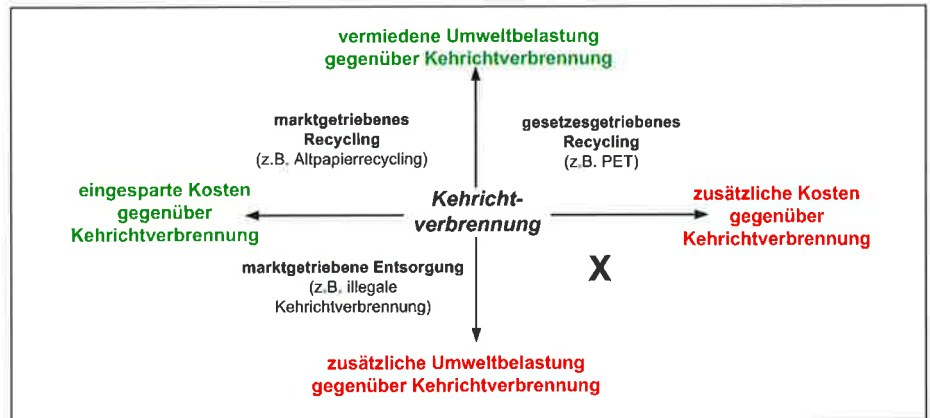 vermiedene Umweltbelastung
gegenüber Kehrichtverbrennung
marktgetriebenes
Recycling
(z.B. Altpapierrecycling)
gesetzesgetriebenes
Recycling
(z.B. PET)
eingesparte Kosten
gegenüber
Kehrichtverbrennung
Kehricht-
verbrennung
zusätzliche Kosten
gegenüber
Kehrichtverbrennung
marktgetriebene Entsorgung
(z.B. illegale
Kehrichtverbrennung)
X
zusätzliche Umweltbelastung
gegenüber Kehrichtverbrennung